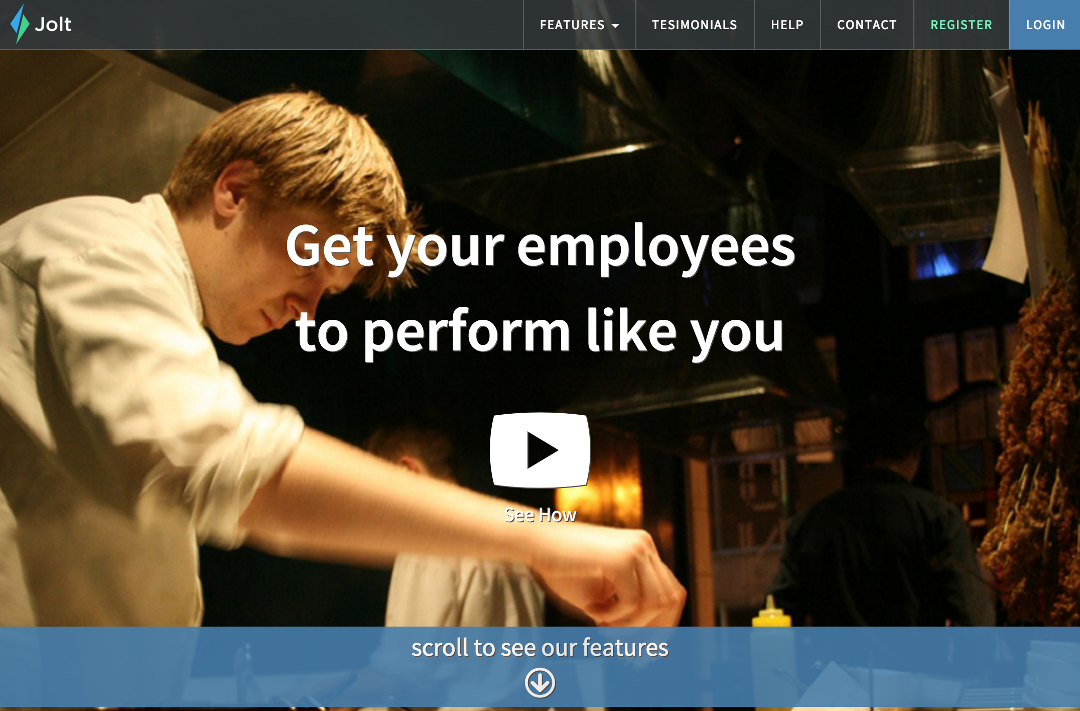 Jolt
FEATURES
TESIMONIALS
HELP
CONTACT
REGISTER
LOGIN
Get your employees
to perform like you
See How
scroll to see our features